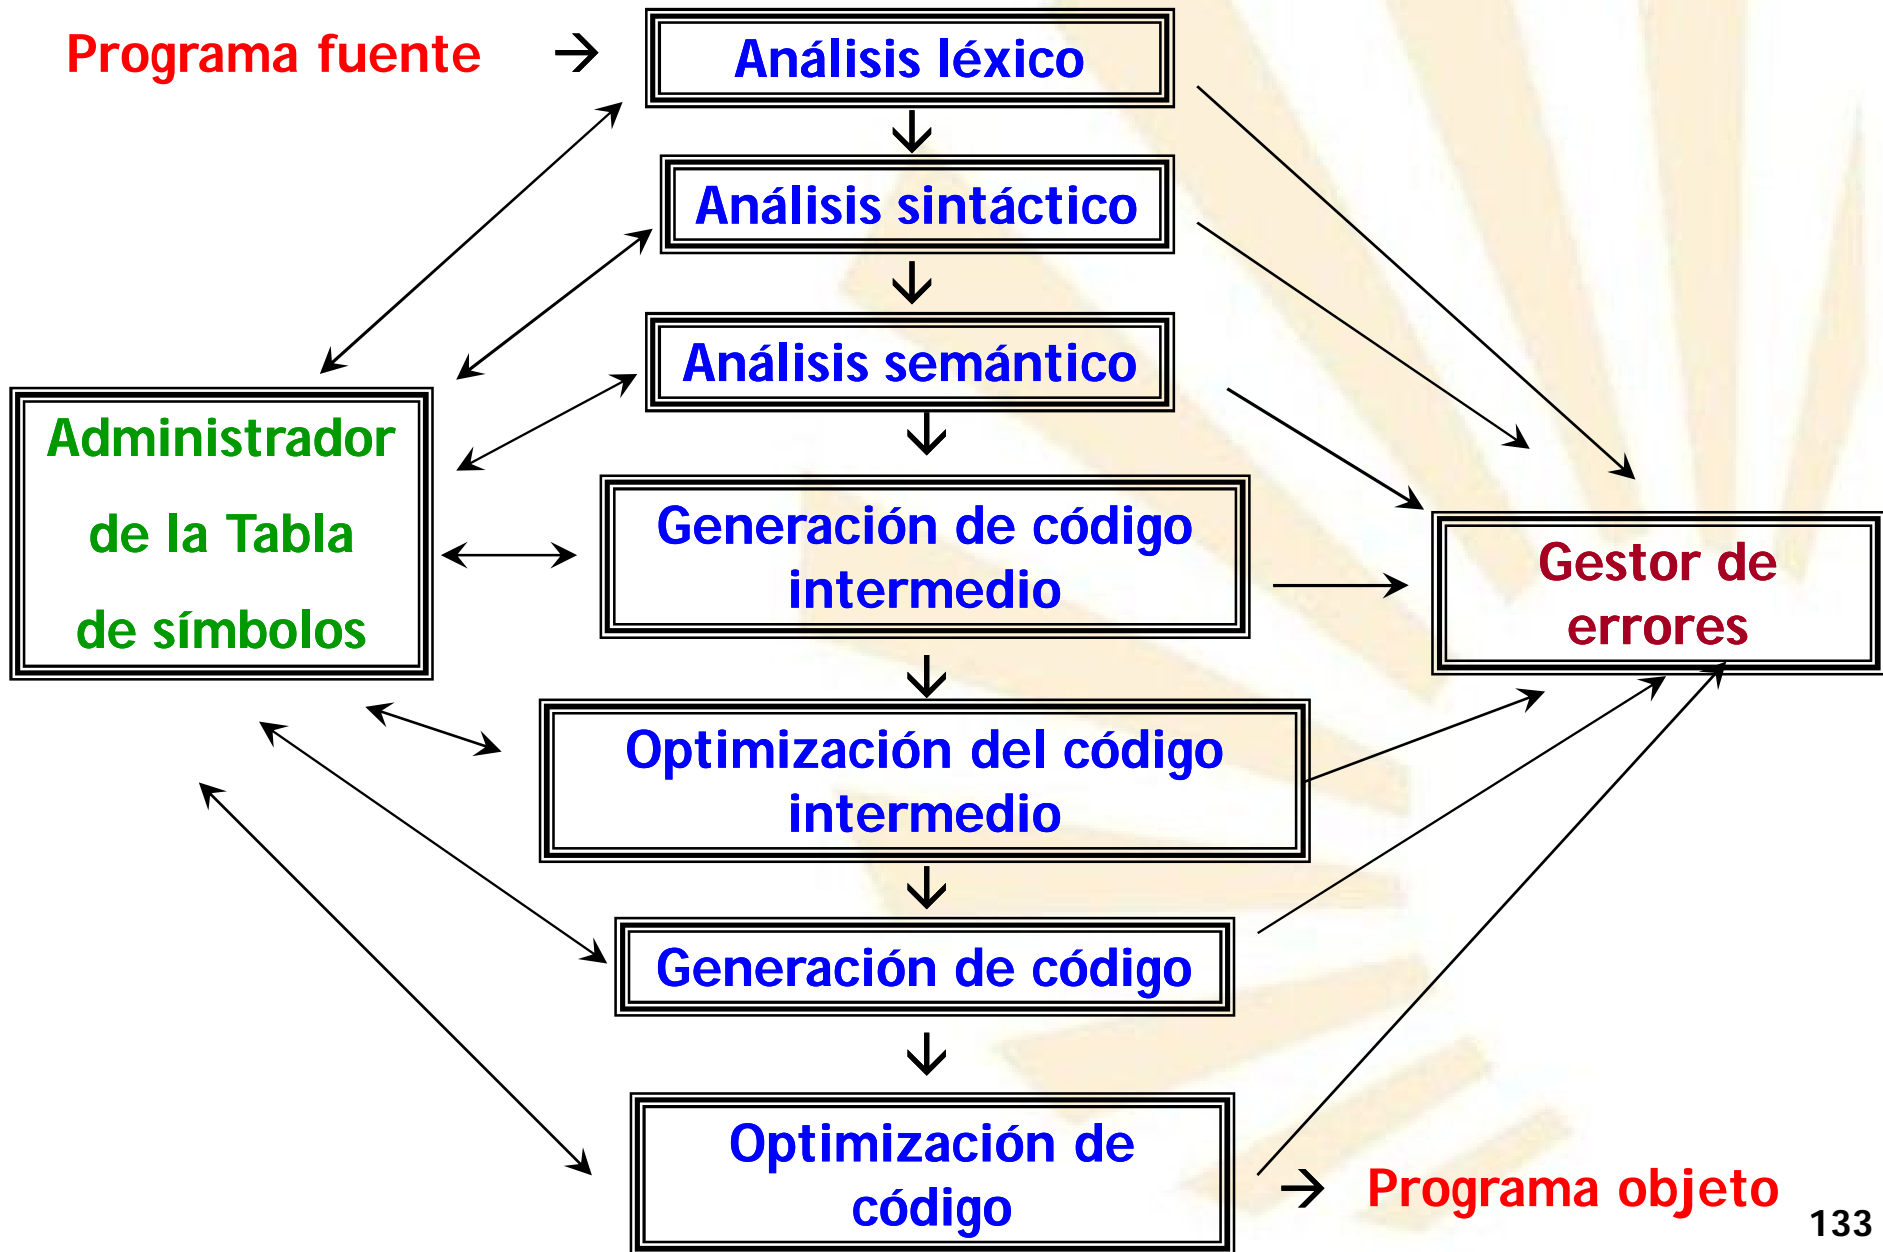 Programa fuente → Análisis léxico
Análisis sintáctico
Análisis semántico
Administrador
de la Tabla
de símbolos
Generación de código
intermedio
Gestor de
errores
Optimización del código
intermedio
Generación de código
Optimización de
código
→ Programa objeto
133